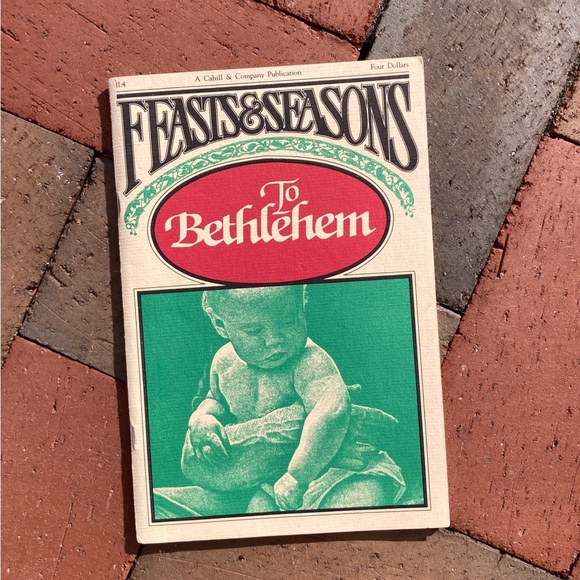 II.4
A Cahill & Company Publication
Four Dollars
FEASTS&SEASONS
To
Bethlehem